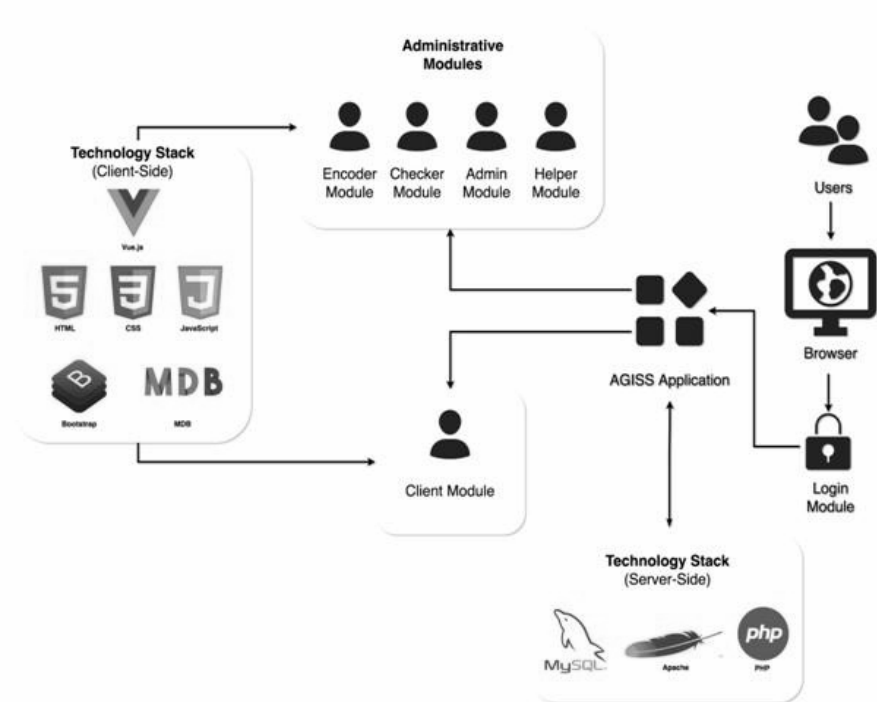 Administrative
Modules
Encoder
Module
Checker
Module
Admin
Module
Helper
Module
Technology Stack
(Client-Side)
Vue.js
HTML
CSS
JavaScript
B
Bootstrap
MDB
MDB
Users
Browser
Login
Module
AGISS Application
Client Module
Technology Stack
(Server-Side)
MySQL
Apache
php
PHP